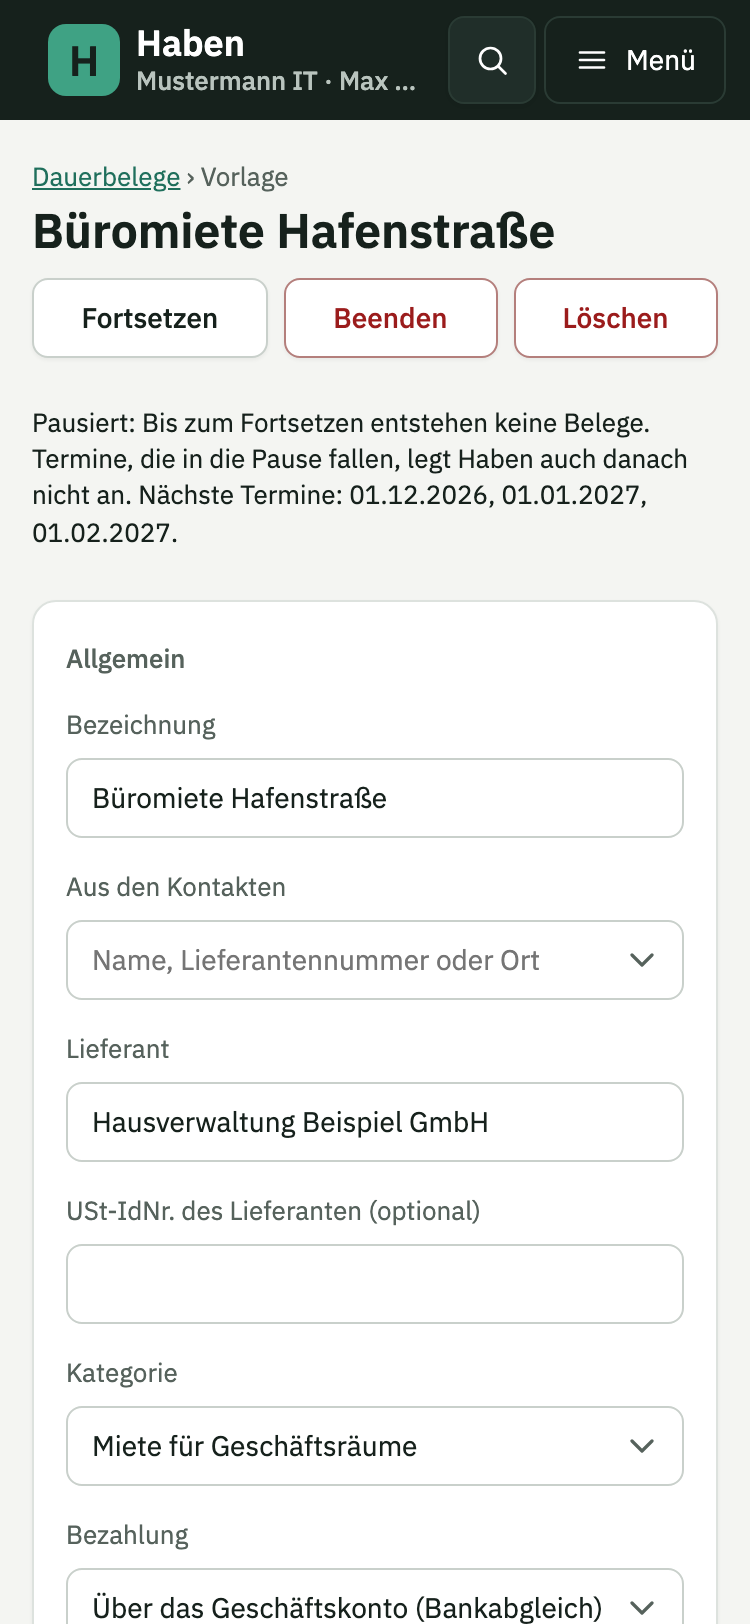 H
Haben
Mustermann IT · Max ...
Menü
Dauerbelege › Vorlage
Büromiete Hafenstraße
Fortsetzen
Beenden
Löschen
Pausiert: Bis zum Fortsetzen entstehen keine Belege.
Termine, die in die Pause fallen, legt Haben auch danach
nicht an. Nächste Termine: 01.12.2026, 01.01.2027,
01.02.2027.
Allgemein
Bezeichnung
Büromiete Hafenstraße
Aus den Kontakten
Name, Lieferantennummer oder Ort
Lieferant
Hausverwaltung Beispiel GmbH
USt-IdNr. des Lieferanten (optional)
Kategorie
Miete für Geschäftsräume
Bezahlung
Über das Geschäftskonto (Bankabgleich)